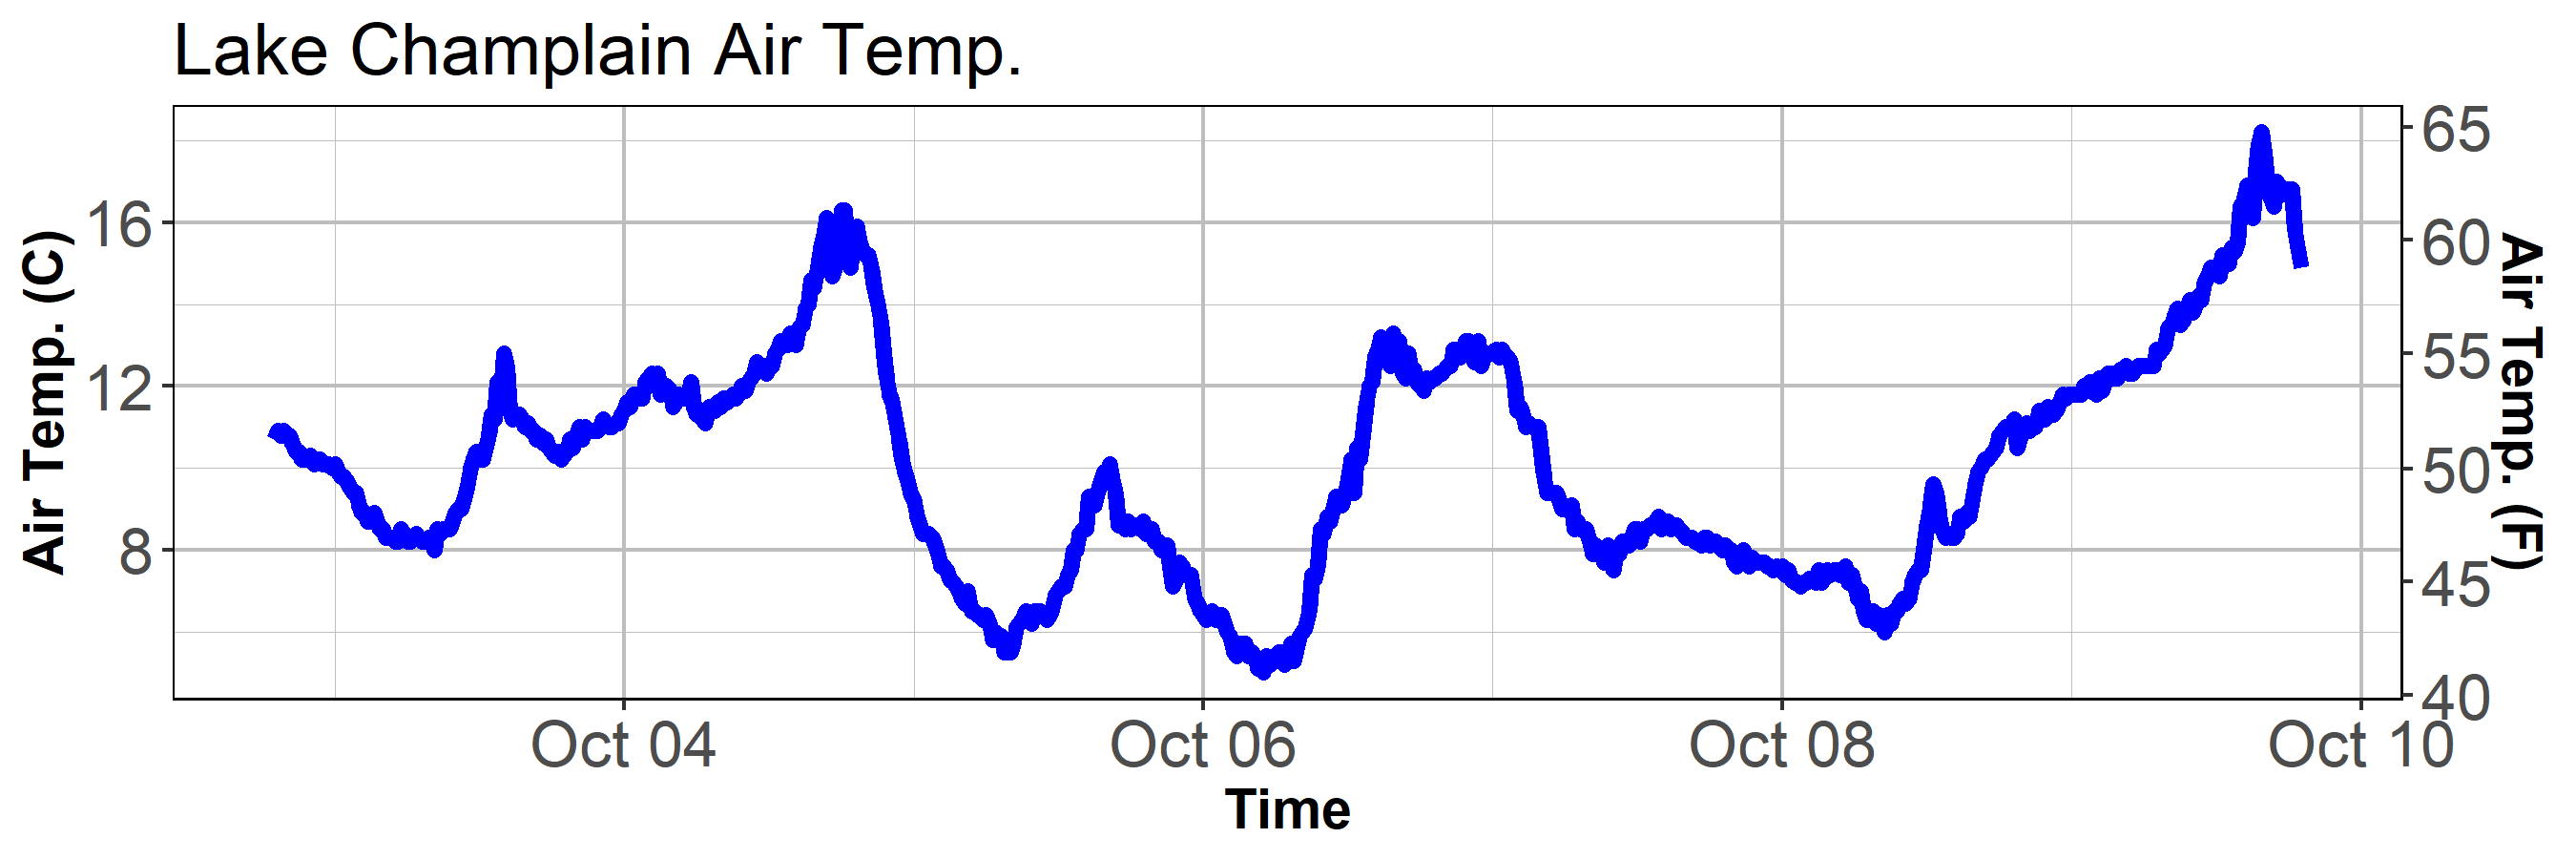 Lake Champlain Air Temp.
Air Temp. (C)
16
12
8
65
60
55
50
45
40
Air Temp. (F)
Oct 04
Oct 06
Oct 08
Oct 10
Time